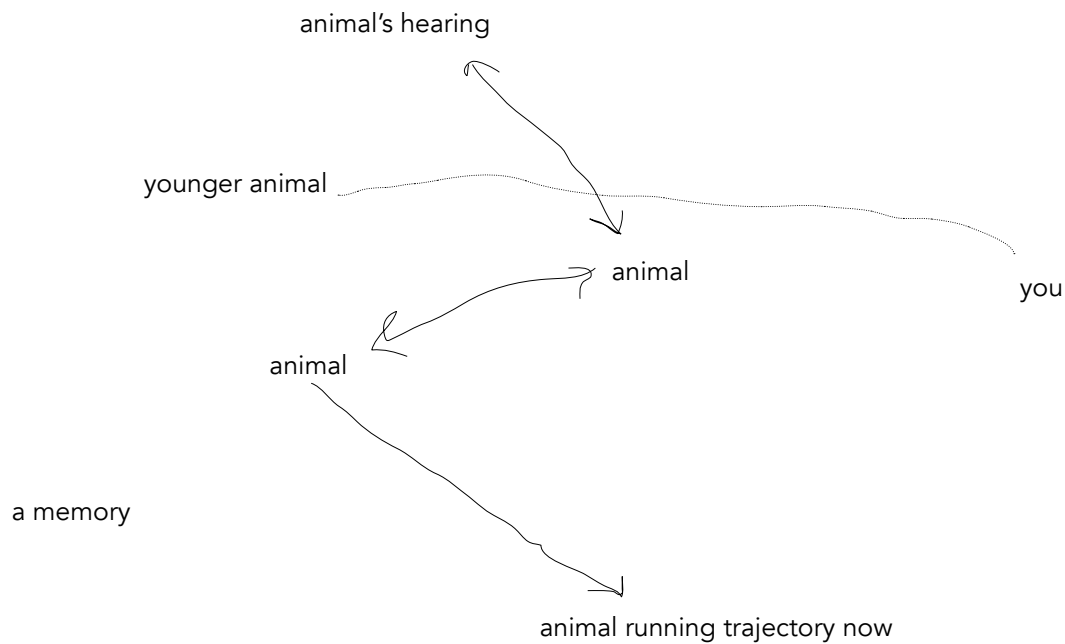 animal’s hearing
younger animal
animal
you
animal
a memory
animal running trajectory now